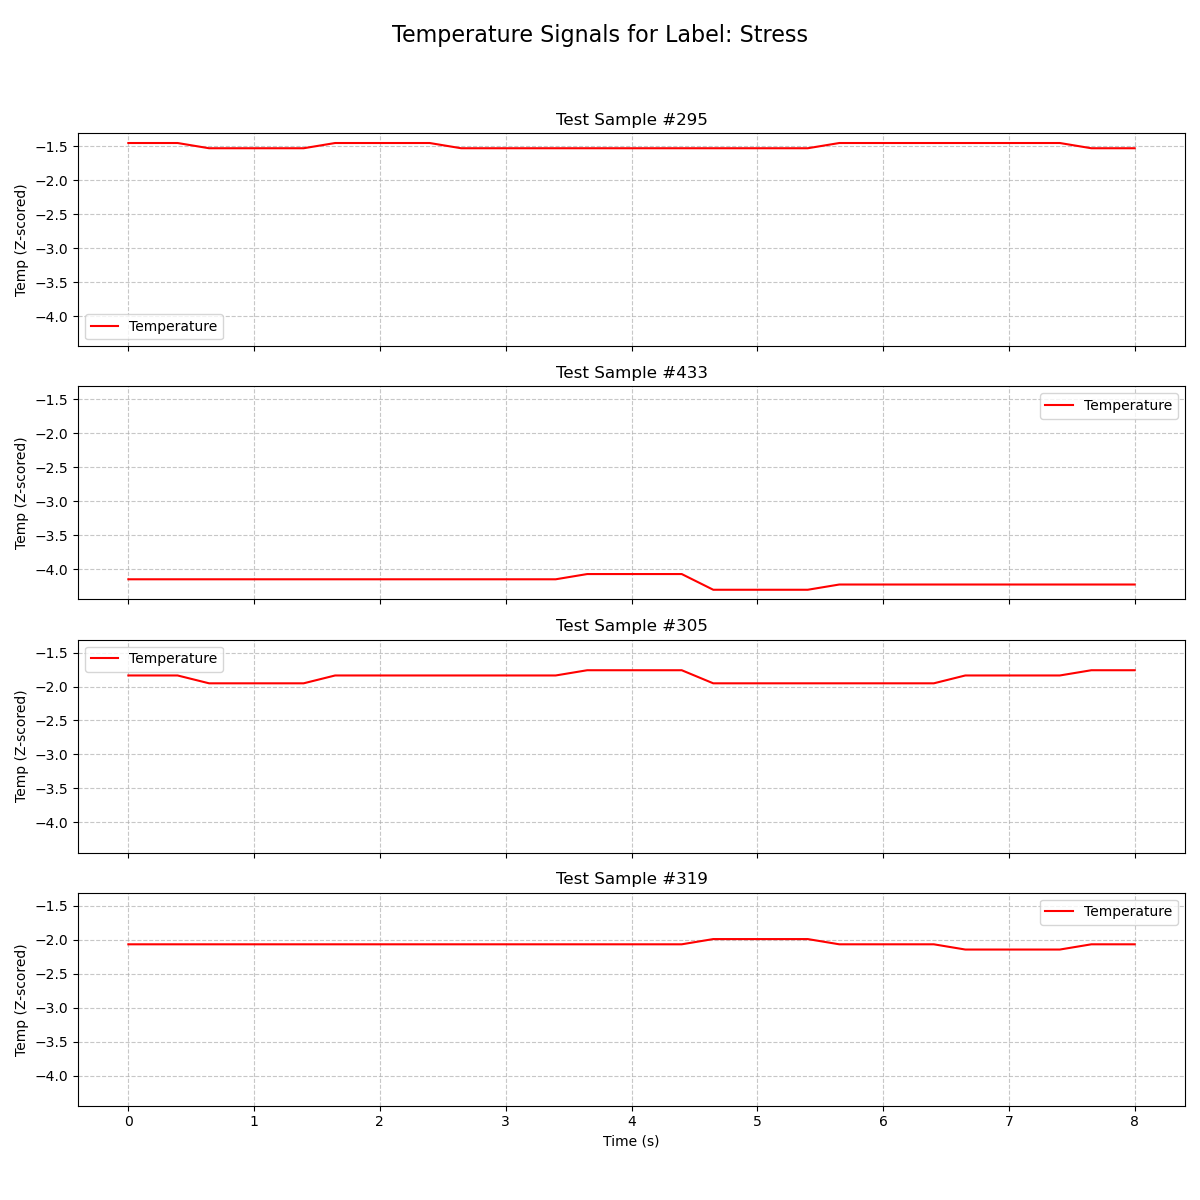 Temperature Signals for Label: Stress
Test Sample #295
Temp (Z-scored)
−1.5
−2.0
−2.5
−3.0
−3.5
−4.0
Temperature
Test Sample #433
Temp (Z-scored)
−1.5
−2.0
−2.5
−3.0
−3.5
−4.0
Temperature
Test Sample #305
Temp (Z-scored)
−1.5
−2.0
−2.5
−3.0
−3.5
−4.0
Temperature
Test Sample #319
Temp (Z-scored)
−1.5
−2.0
−2.5
−3.0
−3.5
−4.0
Temperature
0 1 2 3 4 5 6 7 8
Time (s)